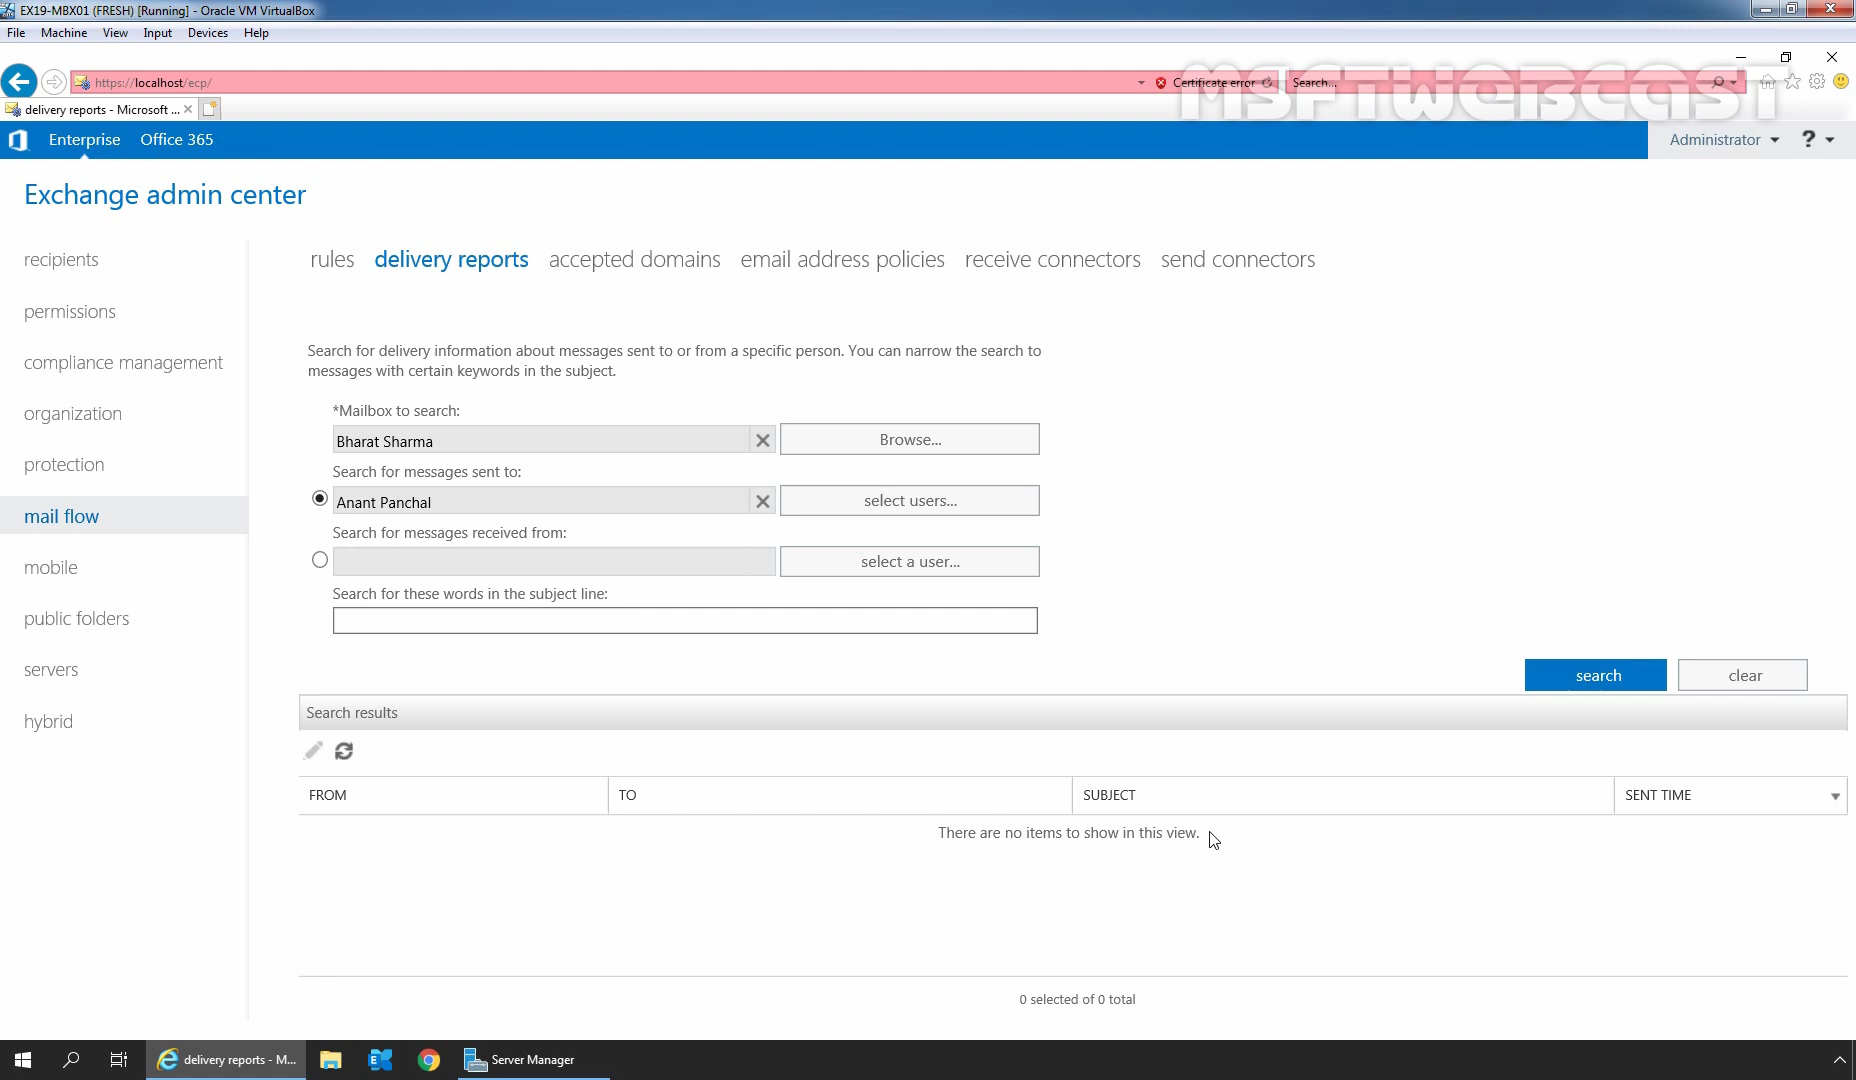 EX19-MBX01 (FRESH) [Running] - Oracle VM VirtualBox
File Machine View Input Devices Help
https://localhost/ecp/
Certificate error
Search...
delivery reports - Microsoft ...
MSFTWEBCAST
Enterprise Office 365
Administrator ?
Exchange admin center
recipients
permissions
compliance management
organization
protection
mail flow
mobile
public folders
servers
hybrid
rules delivery reports accepted domains email address policies receive connectors send connectors
Search for delivery information about messages sent to or from a specific person. You can narrow the search to
messages with certain keywords in the subject.
*Mailbox to search:
Bharat Sharma
Browse...
Search for messages sent to:
Anant Panchal
select users...
Search for messages received from:
select a user...
Search for these words in the subject line:
search
clear
Search results
FROM TO SUBJECT SENT TIME
There are no items to show in this view.
0 selected of 0 total
delivery reports - M...
Server Manager